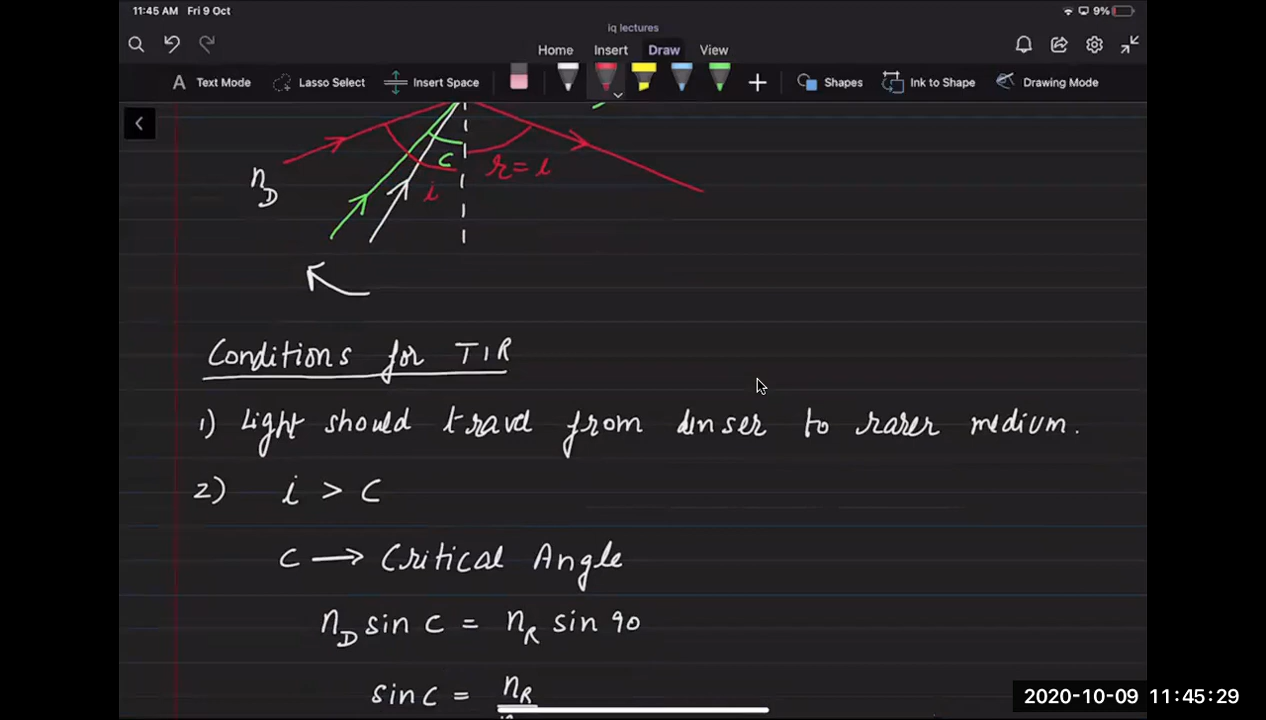 11:45 AM Fri 9 Oct
9%
iq lectures
Home Insert Draw View
Text Mode Lasso Select Insert Space Shapes Ink to Shape Drawing Mode
n_D
c
i
r = i
Conditions for TIR
1) Light should travel from denser to rarer medium.
2) i > C
C → Critical Angle
n_D sin C = n_R sin 90
sin C = n_R
2020-10-09 11:45:29